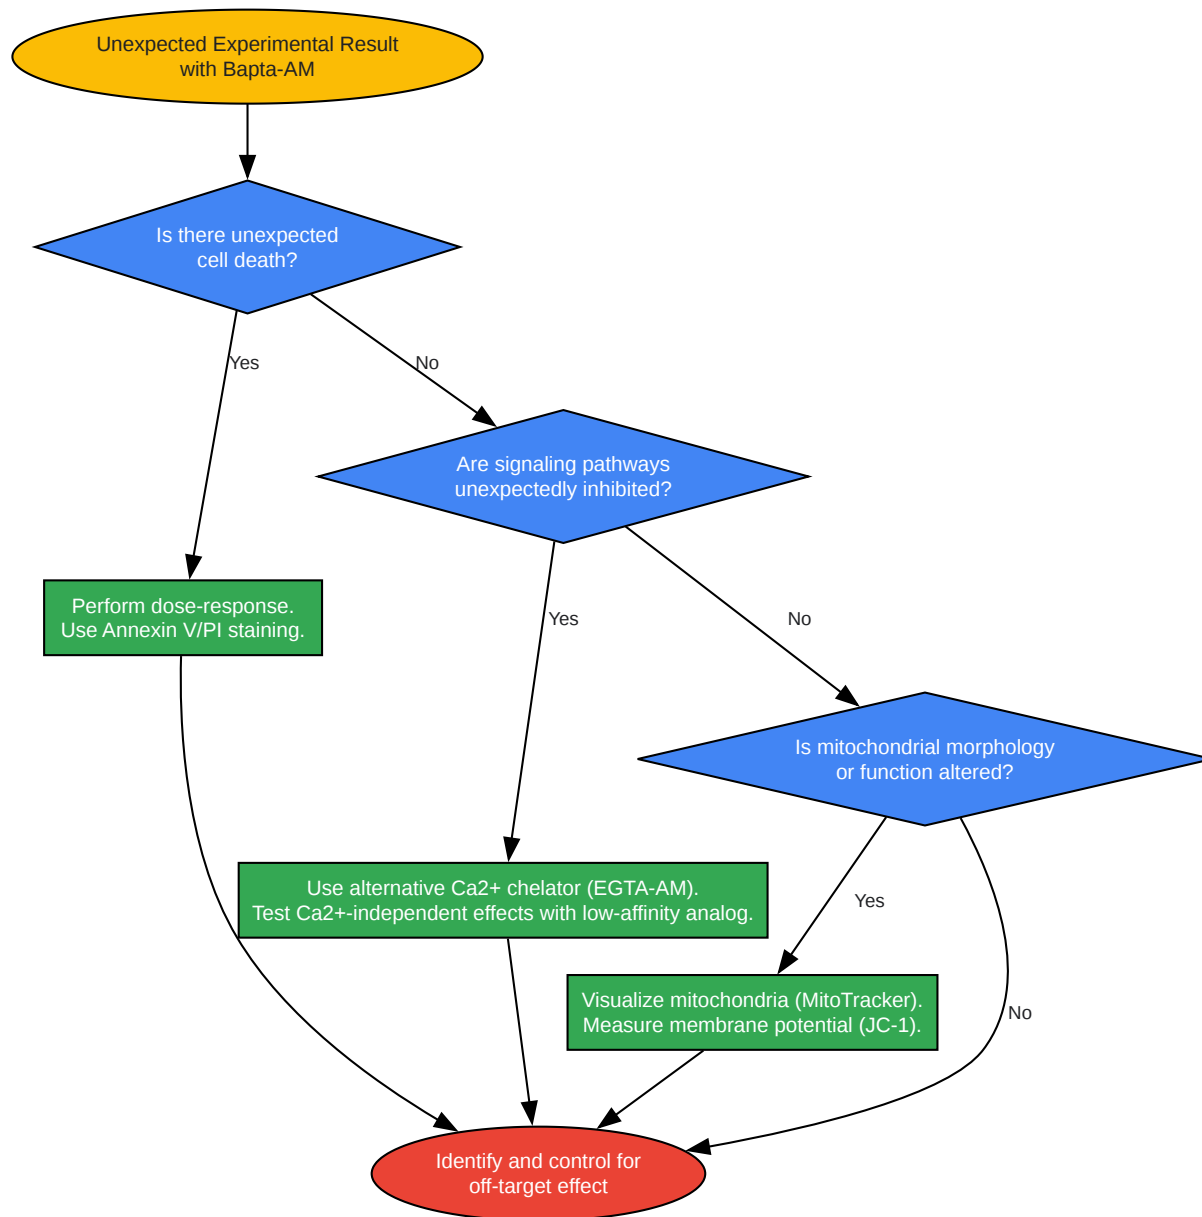 Unexpected Experimental Result
with Bapta-AM
Is there unexpected
cell death?
Yes
No
Are signaling pathways
unexpectedly inhibited?
Perform dose-response.
Use Annexin V/PI staining.
Yes
No
Is mitochondrial morphology
or function altered?
Use alternative Ca2+ chelator (EGTA-AM).
Test Ca2+-independent effects with low-affinity analog.
Yes
Visualize mitochondria (MitoTracker).
Measure membrane potential (JC-1).
No
Identify and control for
off-target effect